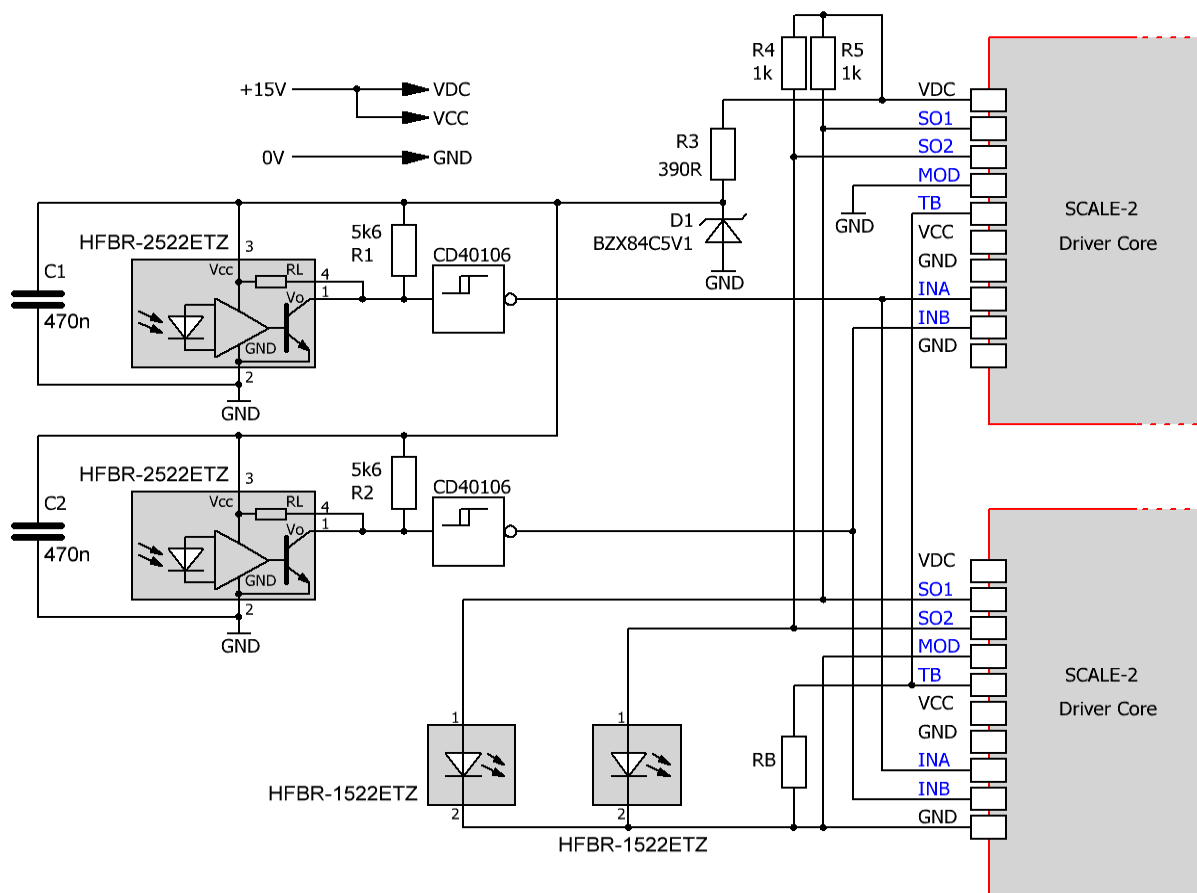 +15V
VDC
VCC
0V
GND
R4
1k
R5
1k
R3
390R
D1
BZX84C5V1
GND
GND
VDC
SO1
SO2
MOD
TB
VCC
GND
INA
INB
GND
SCALE-2
Driver Core
HFBR-2522ETZ
3
Vcc
RL
4
Vo
1
GND
2
GND
C1
470n
5k6
R1
CD40106
HFBR-2522ETZ
3
Vcc
RL
4
Vo
1
GND
2
GND
C2
470n
5k6
R2
CD40106
VDC
SO1
SO2
MOD
TB
VCC
GND
INA
INB
GND
SCALE-2
Driver Core
1
2
HFBR-1522ETZ
1
2
HFBR-1522ETZ
RB